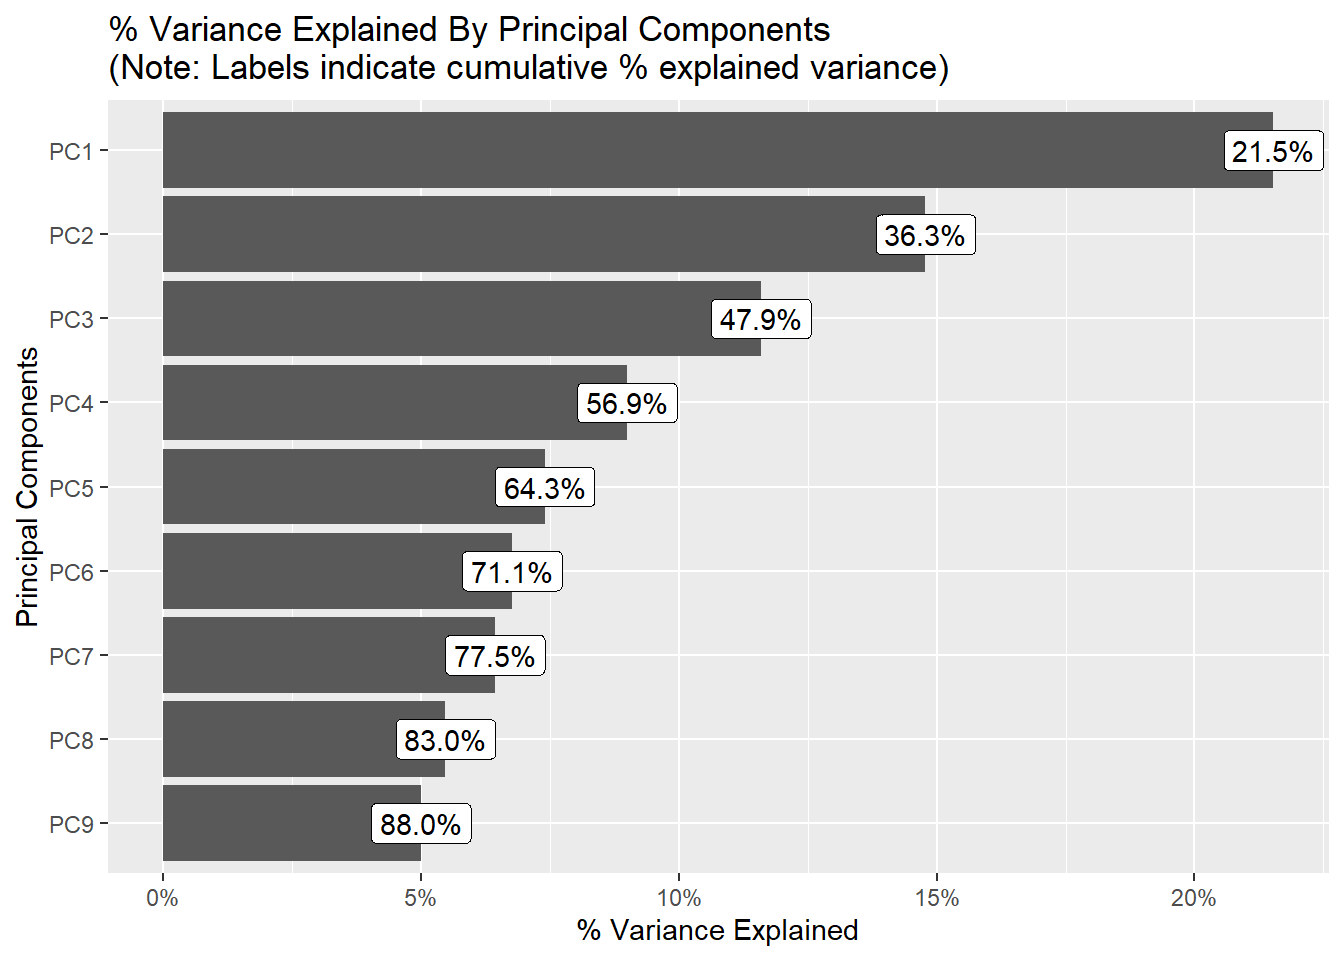 % Variance Explained By Principal Components
(Note: Labels indicate cumulative % explained variance)
Principal Components
PC1
21.5%
PC2
36.3%
PC3
47.9%
PC4
56.9%
PC5
64.3%
PC6
71.1%
PC7
77.5%
PC8
83.0%
PC9
88.0%
0%
5%
10%
15%
20%
% Variance Explained